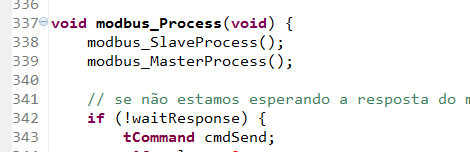 336
337 void modbus_Process(void) {
338 modbus_SlaveProcess();
339 modbus_MasterProcess();
340
341 // se não estamos esperando a resposta do
342 if (!waitResponse) {
343 tCommand cmdSend;